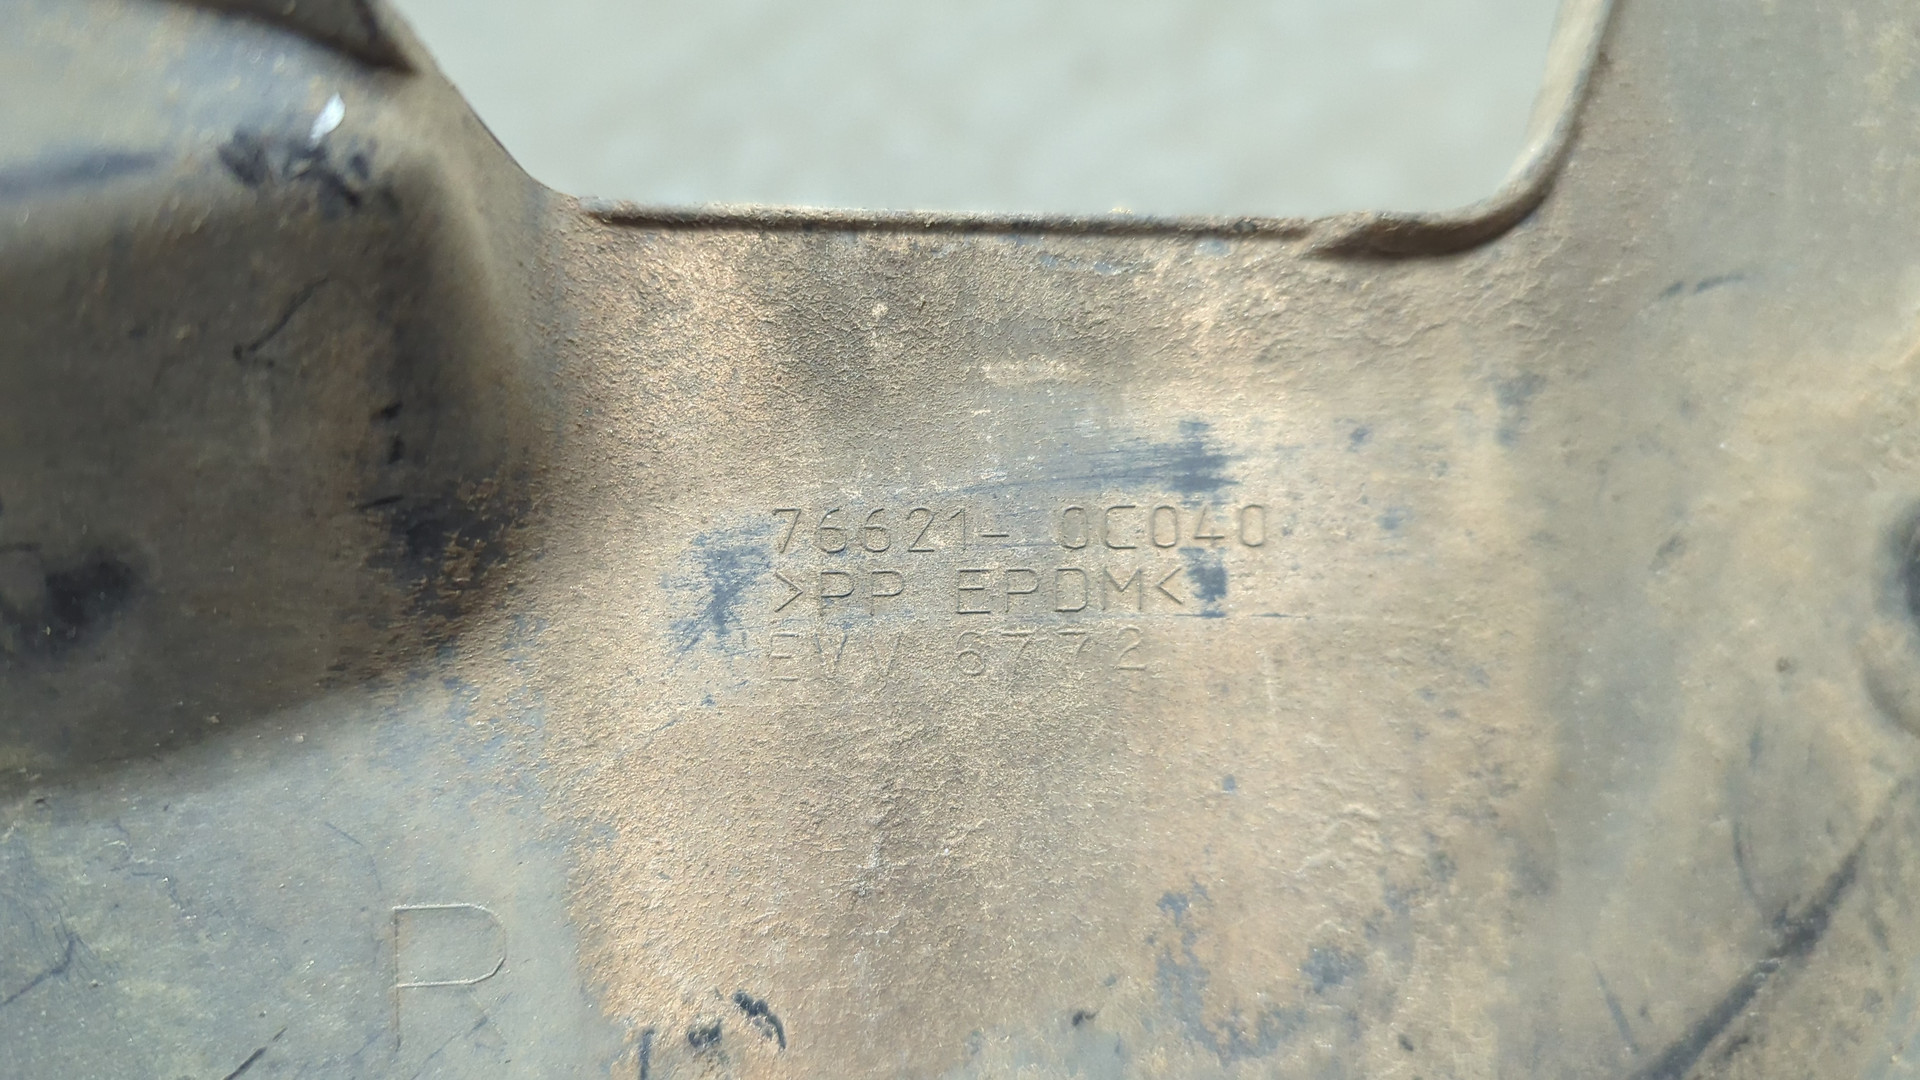 76621- 0C040
>PP EPDM<
EVV 6772
R